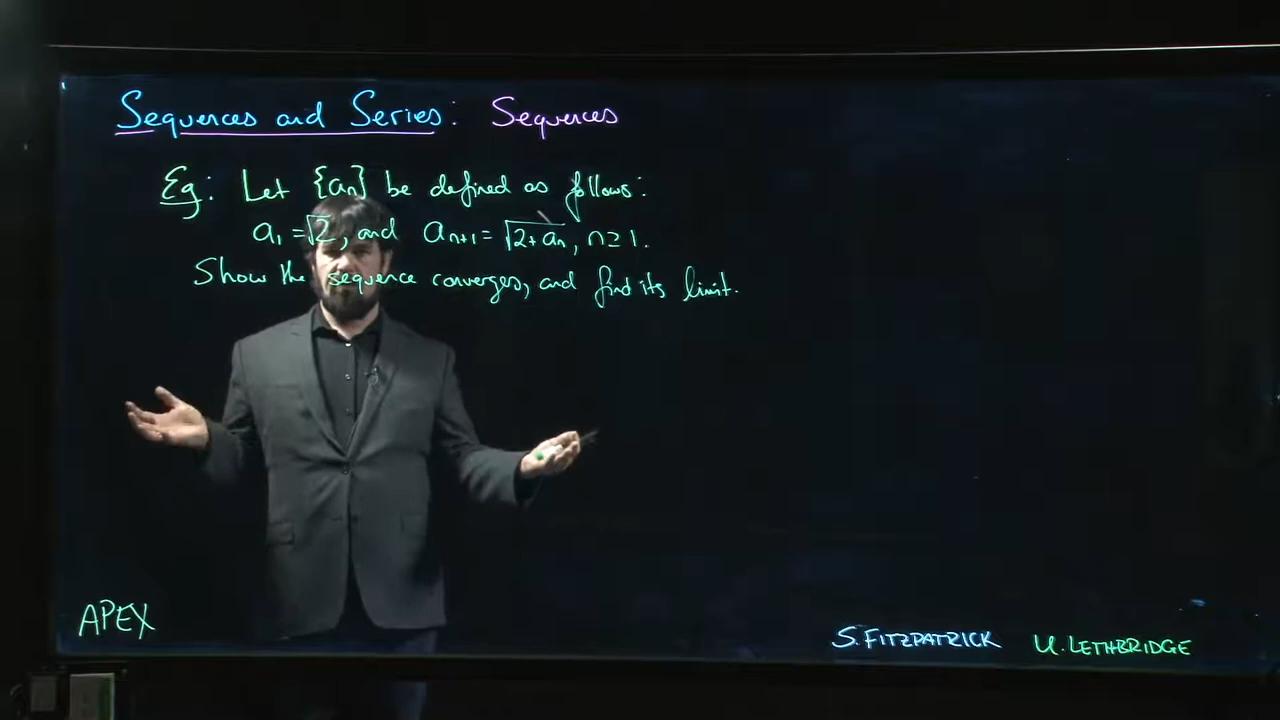 Sequences and Series: Sequences
Eg: Let {aₙ} be defined as follows:
a₁ = √2, and aₙ₊₁ = √(2+aₙ), n ≥ 1.
Show the sequence converges, and find its limit.
APEX
S. FITZPATRICK U. LETHBRIDGE